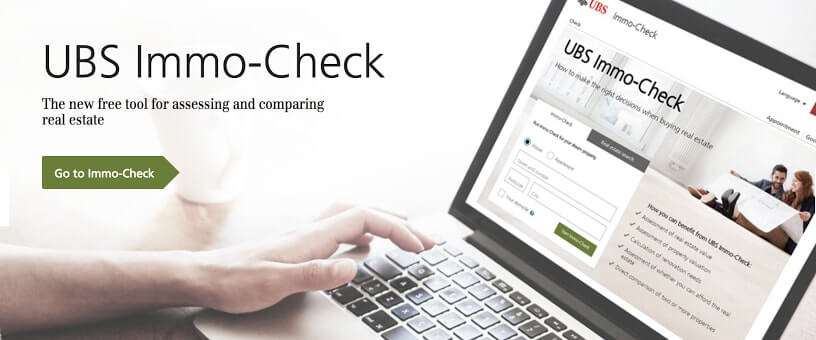 UBS Immo-Check
The new free tool for assessing and comparing
real estate
Go to Immo-Check
UBS Immo-Check
Check
Language
Appointment
UBS Immo-Check
How to make the right decisions when buying real estate
Immo-Check
Real estate search
Run Immo-Check for your dream property
House
Apartment
Street and number
Postcode
City
Start Immo-Check
How you can benefit from UBS Immo-Check:
Assessment of real estate value
Assessment of property valuation
Calculation of renovation needs
Assessment of whether you can afford the real
estate
Direct comparison of two or more properties